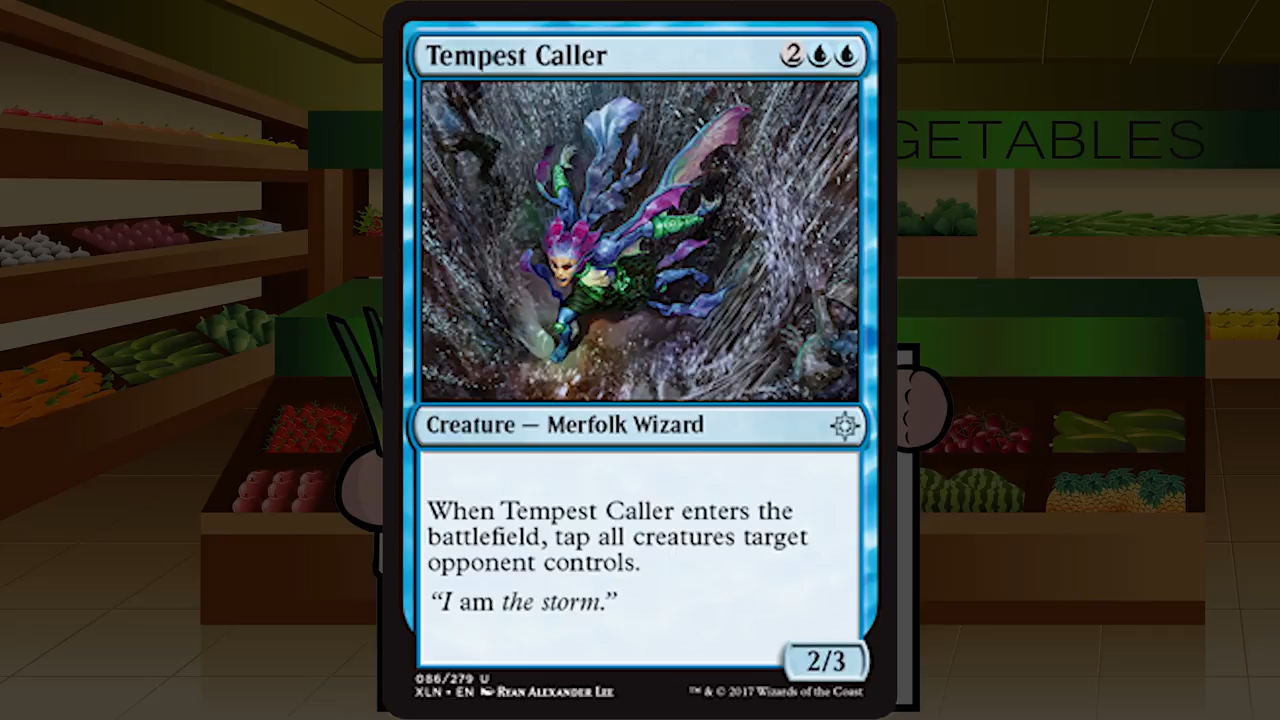 Tempest Caller 2
GETABLES
Creature — Merfolk Wizard
When Tempest Caller enters the
battlefield, tap all creatures target
opponent controls.
"I am the storm."
2/3
086/279 U
XLN • EN Ryan Alexander Lee
™ & © 2017 Wizards of the Coast